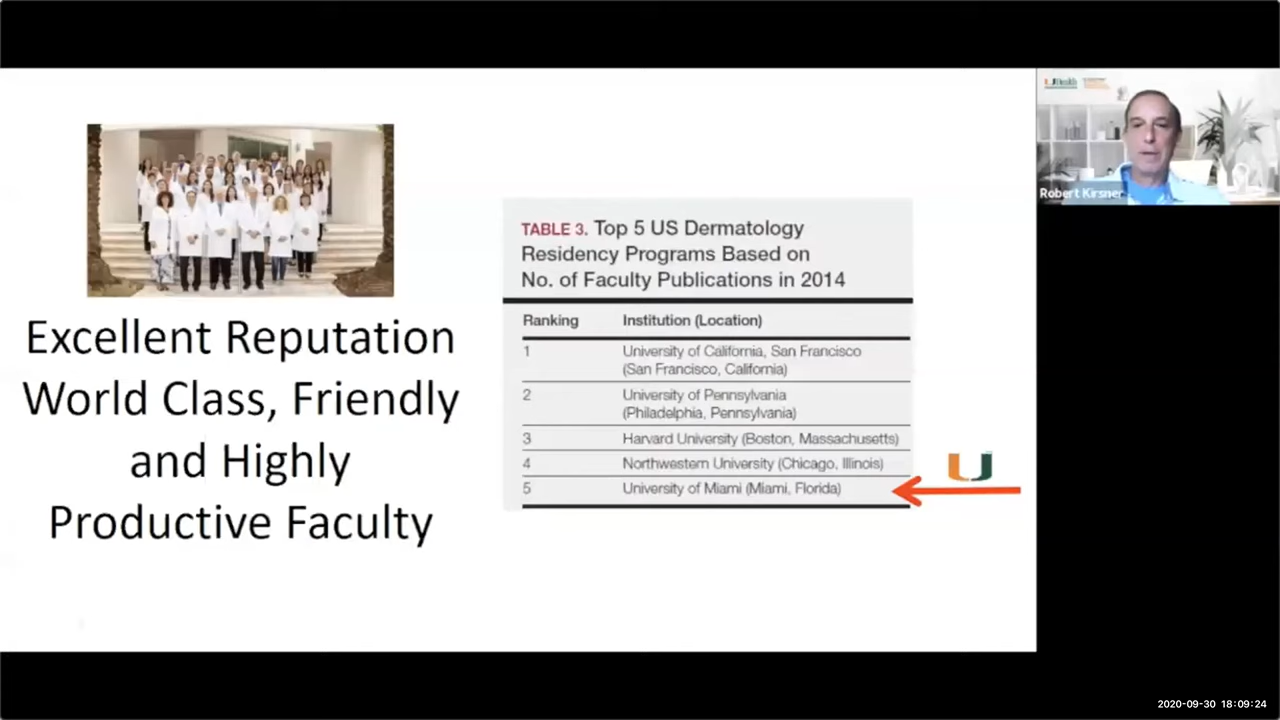 Excellent Reputation
World Class, Friendly
and Highly
Productive Faculty
TABLE 3. Top 5 US Dermatology
Residency Programs Based on
No. of Faculty Publications in 2014
Ranking Institution (Location)
1 University of California, San Francisco
(San Francisco, California)
2 University of Pennsylvania
(Philadelphia, Pennsylvania)
3 Harvard University (Boston, Massachusetts)
4 Northwestern University (Chicago, Illinois)
5 University of Miami (Miami, Florida)
U
UHealth
Robert Kirsner
2020-09-30 18:09:24